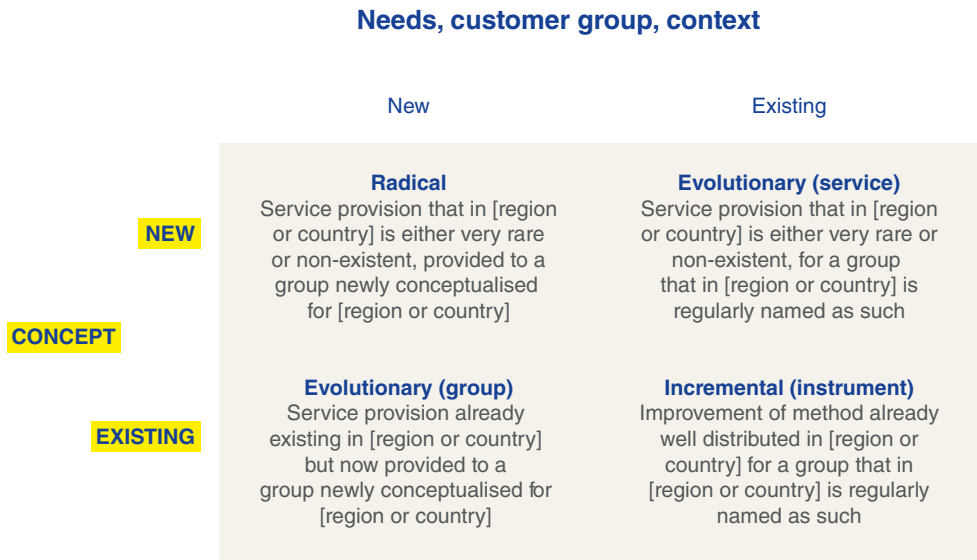 Needs, customer group, context
New
Existing
NEW
Radical
Service provision that in [region
or country] is either very rare
or non-existent, provided to a
group newly conceptualised
for [region or country]
Evolutionary (service)
Service provision that in [region
or country] is either very rare or
non-existent, for a group
that in [region or country] is
regularly named as such
CONCEPT
EXISTING
Evolutionary (group)
Service provision already
existing in [region or country]
but now provided to a
group newly conceptualised for
[region or country]
Incremental (instrument)
Improvement of method already
well distributed in [region or
country] for a group that in
[region or country] is regularly
named as such